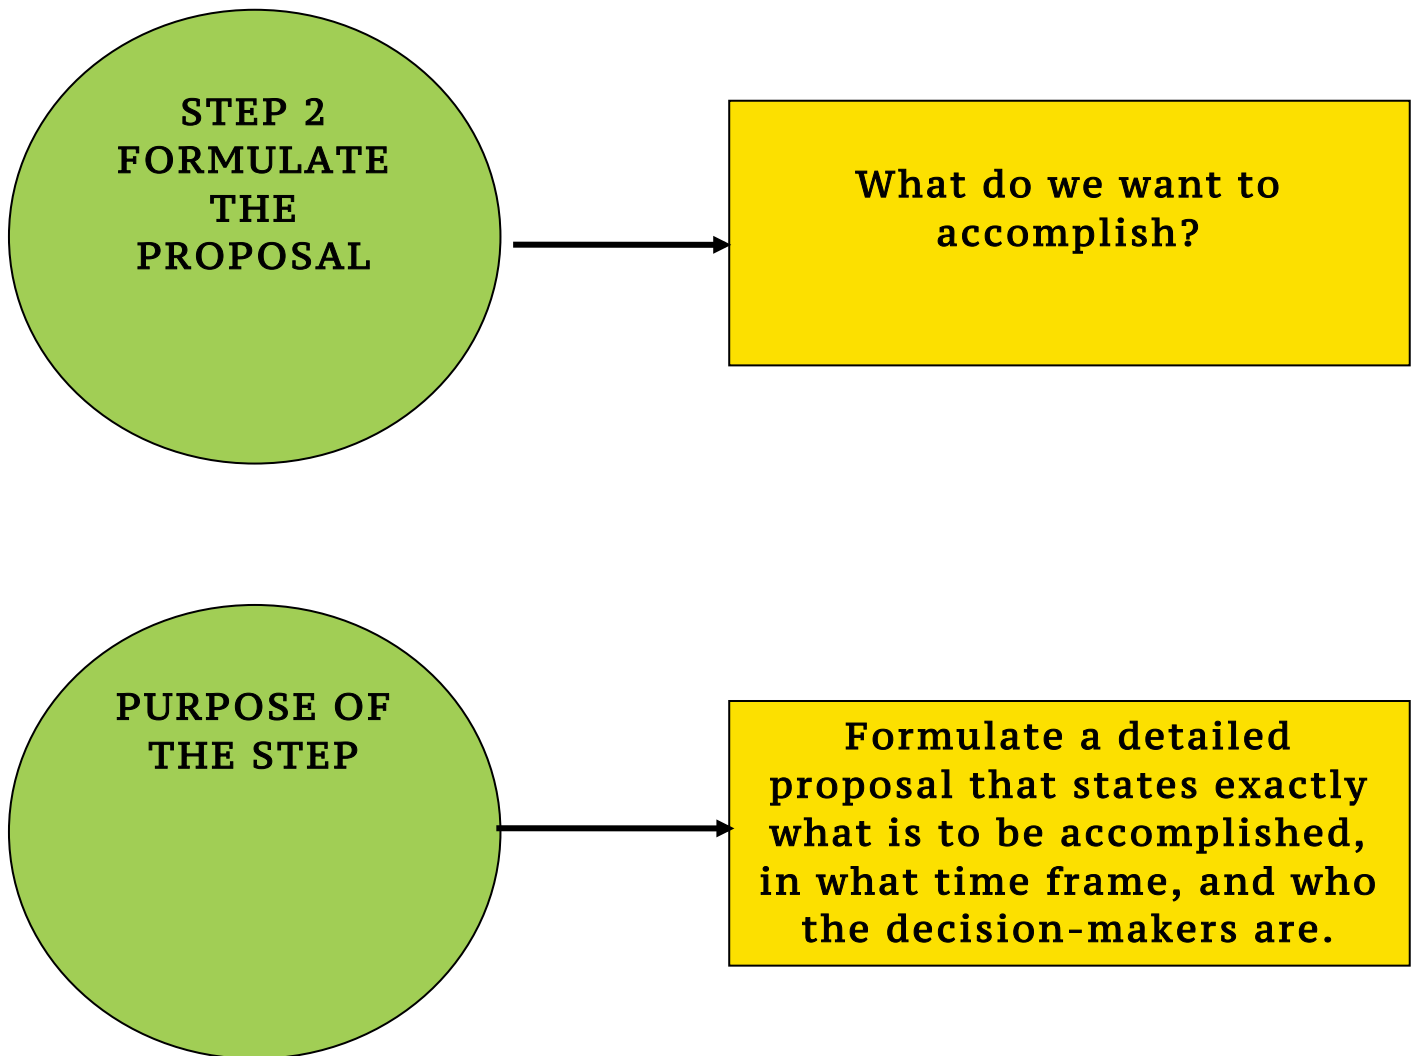 STEP 2
FORMULATE
THE
PROPOSAL
What do we want to
accomplish?
PURPOSE OF
THE STEP
Formulate a detailed
proposal that states exactly
what is to be accomplished,
in what time frame, and who
the decision-makers are.